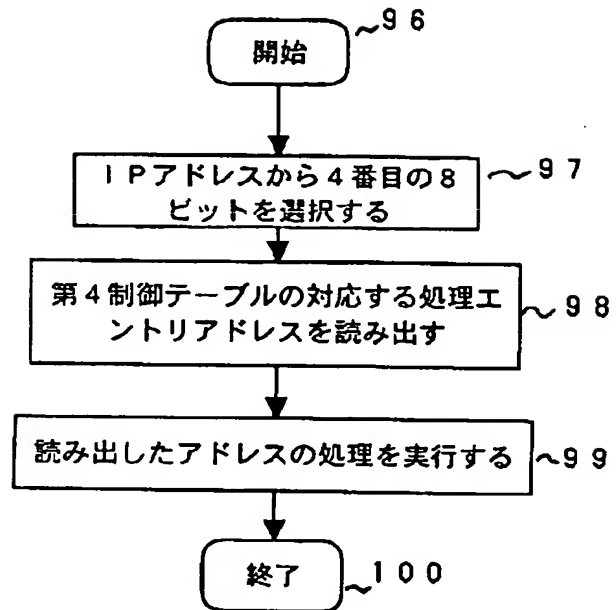 ～９６
開始
ＩＰアドレスから４番目の８
ビットを選択する
～９７
第４制御テーブルの対応する処理エ
ントリアドレスを読み出す
～９８
読み出したアドレスの処理を実行する
～９９
終了
～１００